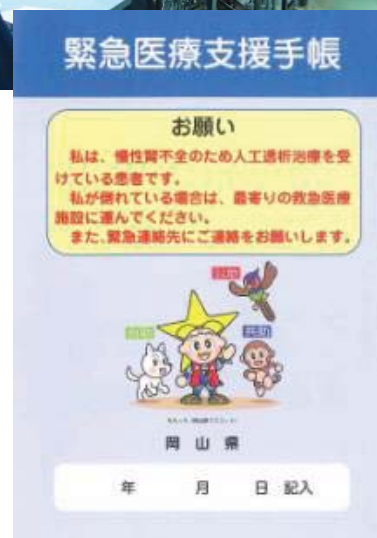 緊急医療支援手帳
お願い
私は、慢性腎不全のため人工透析治療を受
けている患者です。
私が倒れている場合は、最寄りの救急医療
施設に運んでください。
また、緊急連絡先にご連絡をお願いします。
共助
岡山県
年 月 日 記入